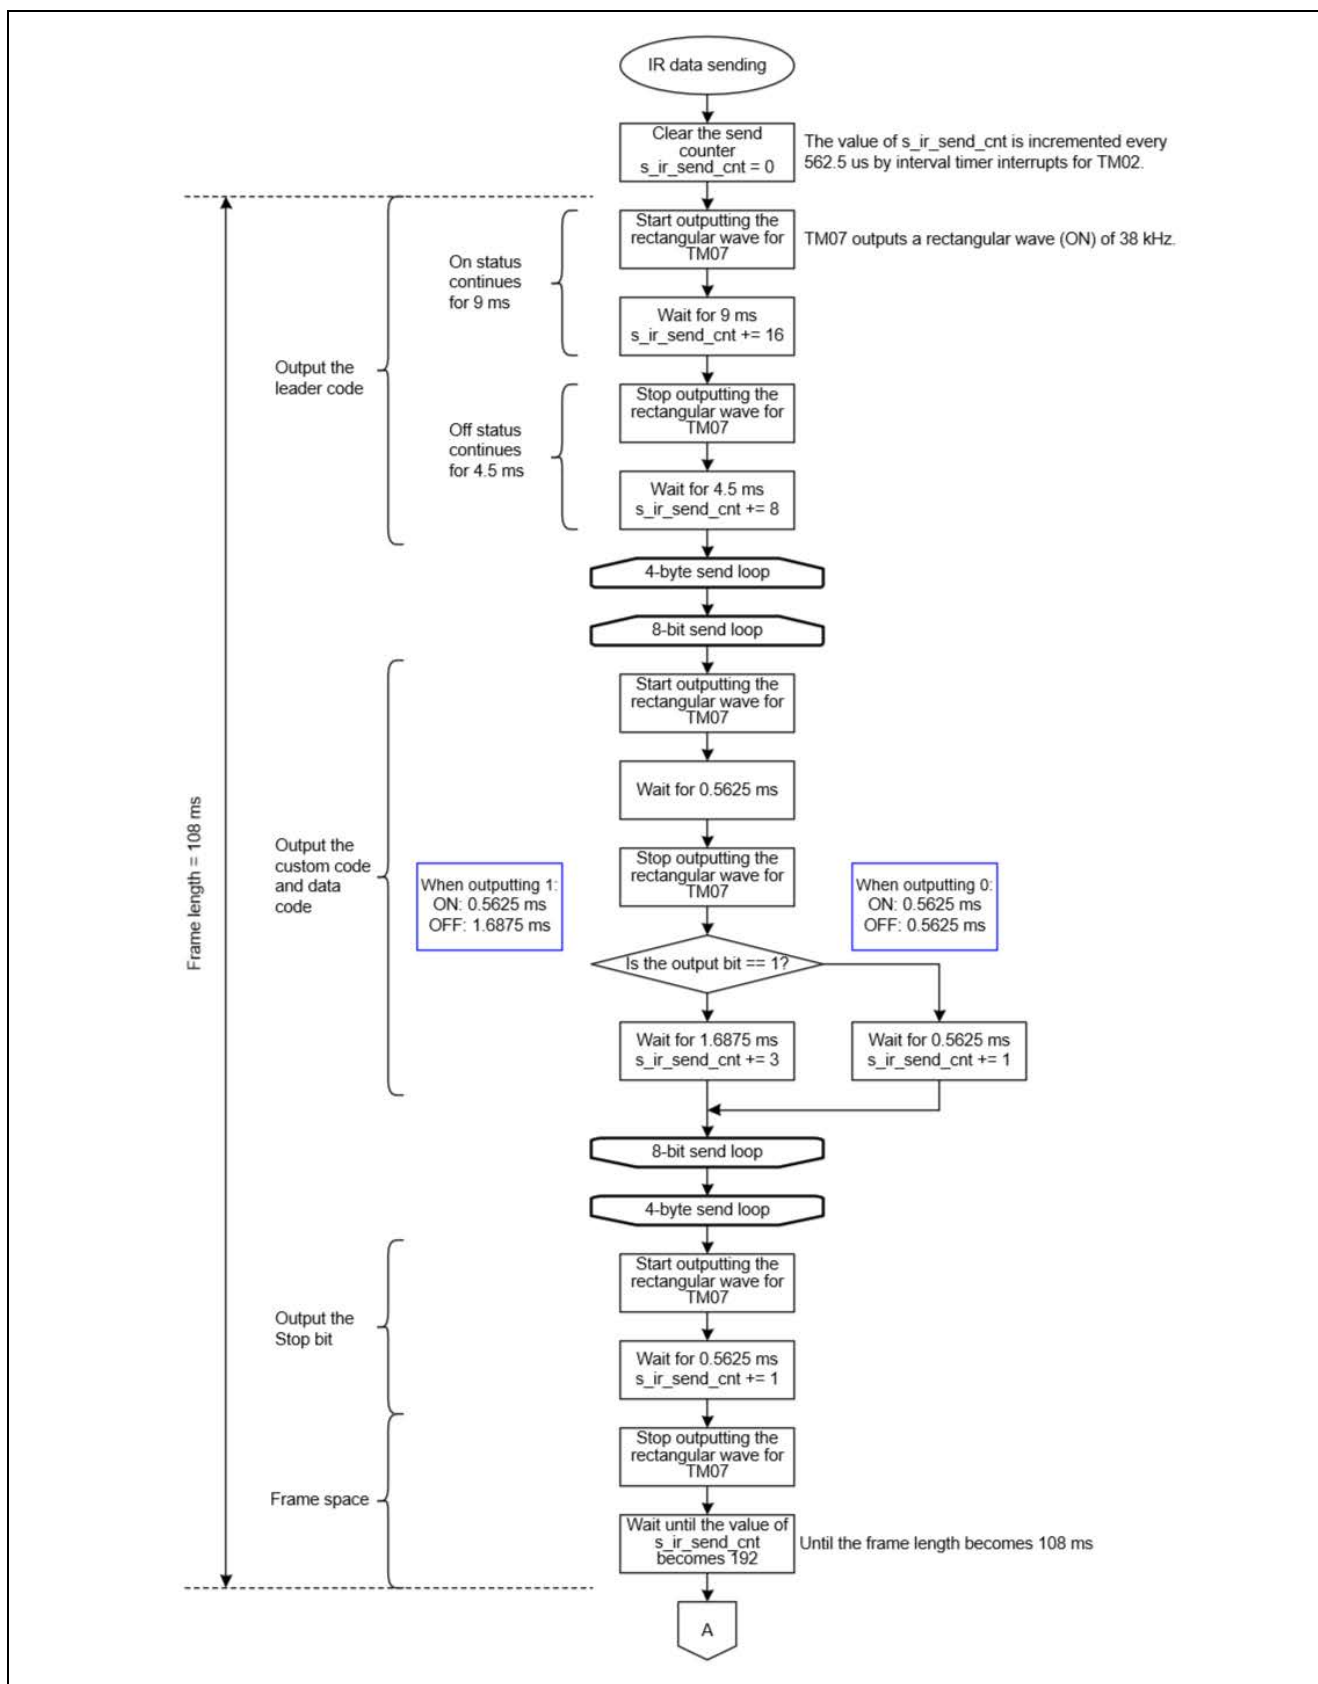 IR data sending
Clear the send
counter
s_ir_send_cnt = 0
The value of s_ir_send_cnt is incremented every
562.5 us by interval timer interrupts for TM02.
Start outputting the
rectangular wave for
TM07
TM07 outputs a rectangular wave (ON) of 38 kHz.
On status
continues
for 9 ms
Wait for 9 ms
s_ir_send_cnt += 16
Output the
leader code
Stop outputting the
rectangular wave for
TM07
Off status
continues
for 4.5 ms
Wait for 4.5 ms
s_ir_send_cnt += 8
4-byte send loop
8-bit send loop
Start outputting the
rectangular wave for
TM07
Wait for 0.5625 ms
Frame length = 108 ms
Output the
custom code
and data
code
When outputting 1:
ON: 0.5625 ms
OFF: 1.6875 ms
Stop outputting the
rectangular wave for
TM07
When outputting 0:
ON: 0.5625 ms
OFF: 0.5625 ms
Is the output bit == 1?
Wait for 1.6875 ms
s_ir_send_cnt += 3
Wait for 0.5625 ms
s_ir_send_cnt += 1
8-bit send loop
4-byte send loop
Start outputting the
rectangular wave for
TM07
Output the
Stop bit
Wait for 0.5625 ms
s_ir_send_cnt += 1
Stop outputting the
rectangular wave for
TM07
Frame space
Wait until the value of
s_ir_send_cnt
becomes 192
Until the frame length becomes 108 ms
A